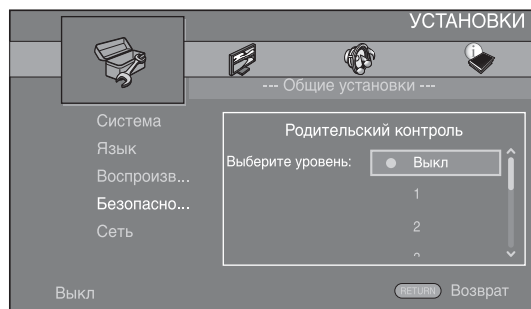 УСТАНОВКИ
--- Общие установки ---
Система
Язык
Воспроизв...
Безопасно...
Сеть
Родительский контроль
Выберите уровень:
Выкл
1
2
Выкл
RETURN Возврат